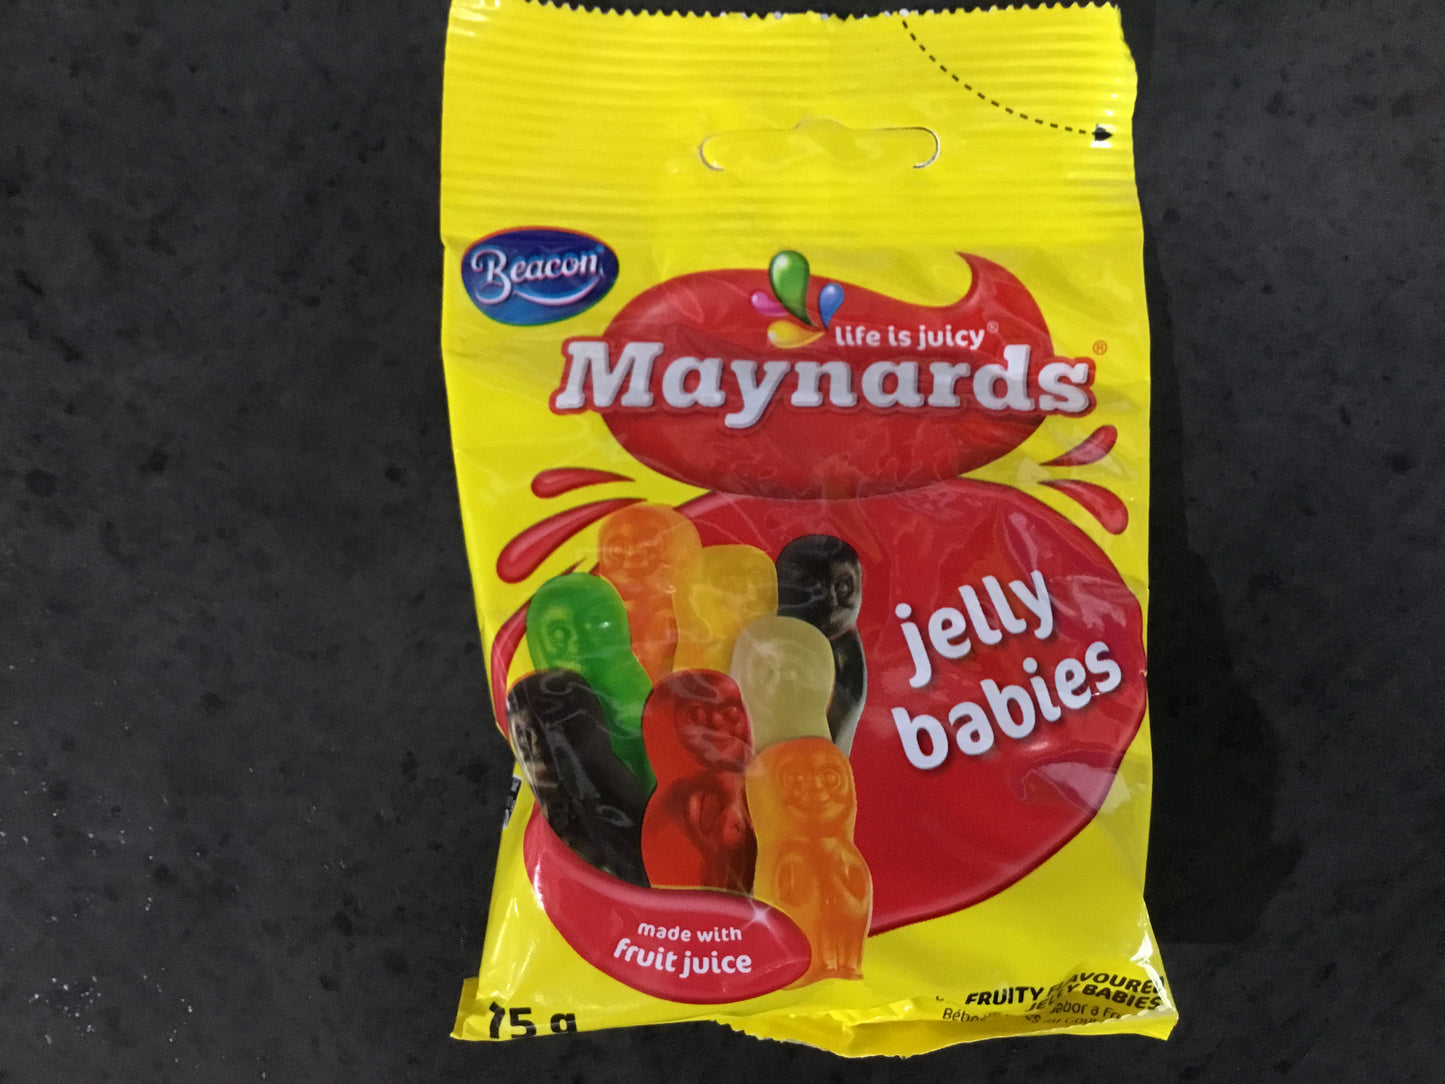 Beacon
life is juicy®
Maynards®
jelly
babies
made with
fruit juice
75 g
FRUITY FLAVOURED
JELLY BABIES